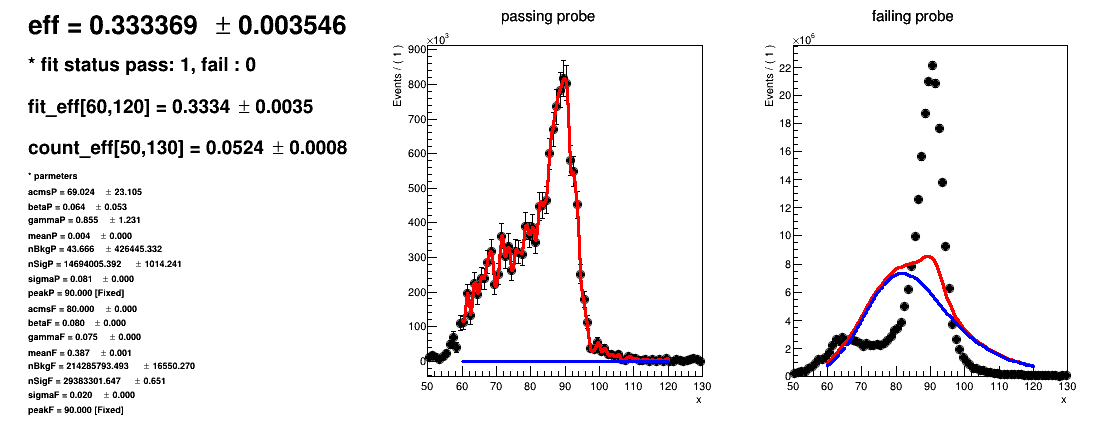 eff = 0.333369 ± 0.003546
* fit status pass: 1, fail : 0
fit_eff[60,120] = 0.3334 ± 0.0035
count_eff[50,130] = 0.0524 ± 0.0008
* parmeters
acmsP = 69.024 ± 23.105
betaP = 0.064 ± 0.053
gammaP = 0.855 ± 1.231
meanP = 0.004 ± 0.000
nBkgP = 43.666 ± 426445.332
nSigP = 14694005.392 ± 1014.241
sigmaP = 0.081 ± 0.000
peakP = 90.000 [Fixed]
acmsF = 80.000 ± 0.000
betaF = 0.080 ± 0.000
gammaF = 0.075 ± 0.000
meanF = 0.387 ± 0.001
nBkgF = 214285793.493 ± 16550.270
nSigF = 29383301.647 ± 0.651
sigmaF = 0.020 ± 0.000
peakF = 90.000 [Fixed]
passing probe
×10³
Events / ( 1 )
900
800
700
600
500
400
300
200
100
0
50 60 70 80 90 100 110 120 130
x
failing probe
×10⁶
Events / ( 1 )
22
20
18
16
14
12
10
8
6
4
2
0
50 60 70 80 90 100 110 120 130
x